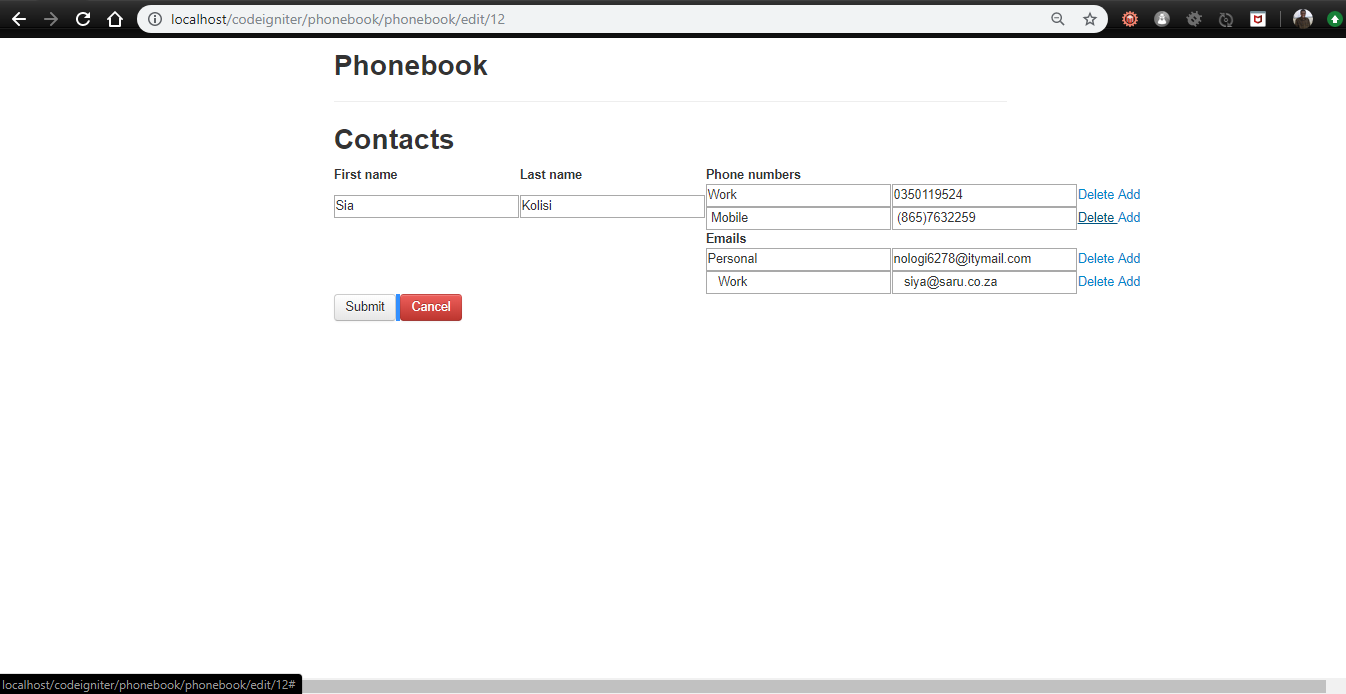 localhost/codeigniter/phonebook/phonebook/edit/12
Phonebook
Contacts
First name Last name Phone numbers
Sia Kolisi Work 0350119524 Delete Add
Mobile (865)7632259 Delete Add
Emails
Personal nologi6278@itymail.com Delete Add
Work siya@saru.co.za Delete Add
Submit Cancel
localhost/codeigniter/phonebook/phonebook/edit/12#